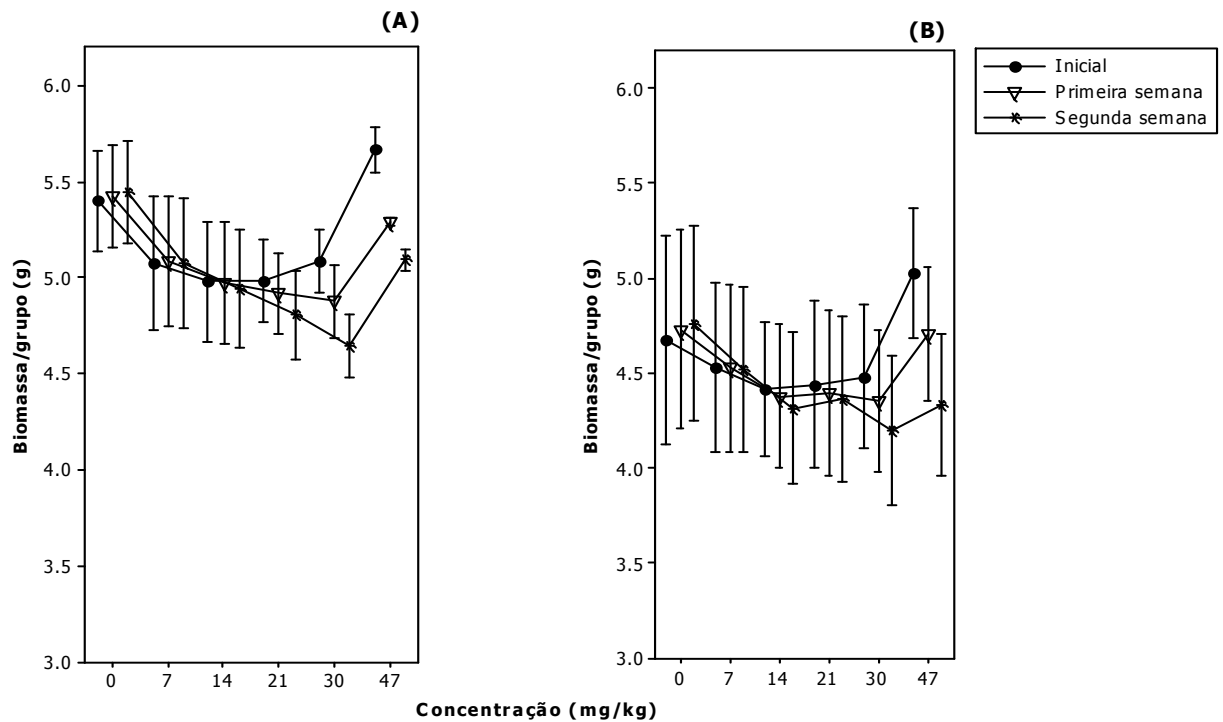 (A)
(B)
Inicial
Primeira semana
Segunda semana
Biomassa/grupo (g)
6.0
5.5
5.0
4.5
4.0
3.5
3.0
0 7 14 21 30 47
Biomassa/grupo (g)
6.0
5.5
5.0
4.5
4.0
3.5
3.0
0 7 14 21 30 47
Concentração (mg/kg)